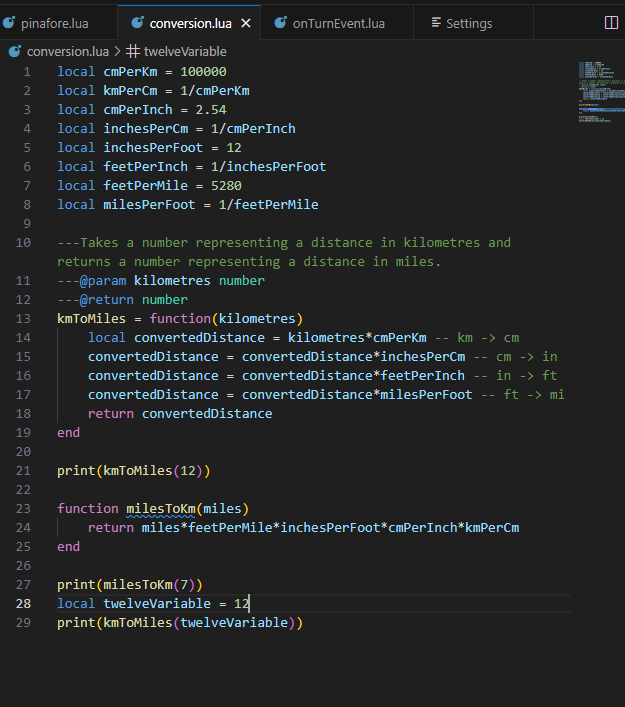 pinafore.lua conversion.lua × onTurnEvent.lua Settings
conversion.lua > twelveVariable
1 local cmPerKm = 100000
2 local kmPerCm = 1/cmPerKm
3 local cmPerInch = 2.54
4 local inchesPerCm = 1/cmPerInch
5 local inchesPerFoot = 12
6 local feetPerInch = 1/inchesPerFoot
7 local feetPerMile = 5280
8 local milesPerFoot = 1/feetPerMile
9
10 ---Takes a number representing a distance in kilometres and
returns a number representing a distance in miles.
11 ---@param kilometres number
12 ---@return number
13 kmToMiles = function(kilometres)
14     local convertedDistance = kilometres*cmPerKm -- km -> cm
15     convertedDistance = convertedDistance*inchesPerCm -- cm -> in
16     convertedDistance = convertedDistance*feetPerInch -- in -> ft
17     convertedDistance = convertedDistance*milesPerFoot -- ft -> mi
18     return convertedDistance
19 end
20
21 print(kmToMiles(12))
22
23 function milesToKm(miles)
24     return miles*feetPerMile*inchesPerFoot*cmPerInch*kmPerCm
25 end
26
27 print(milesToKm(7))
28 local twelveVariable = 12
29 print(kmToMiles(twelveVariable))